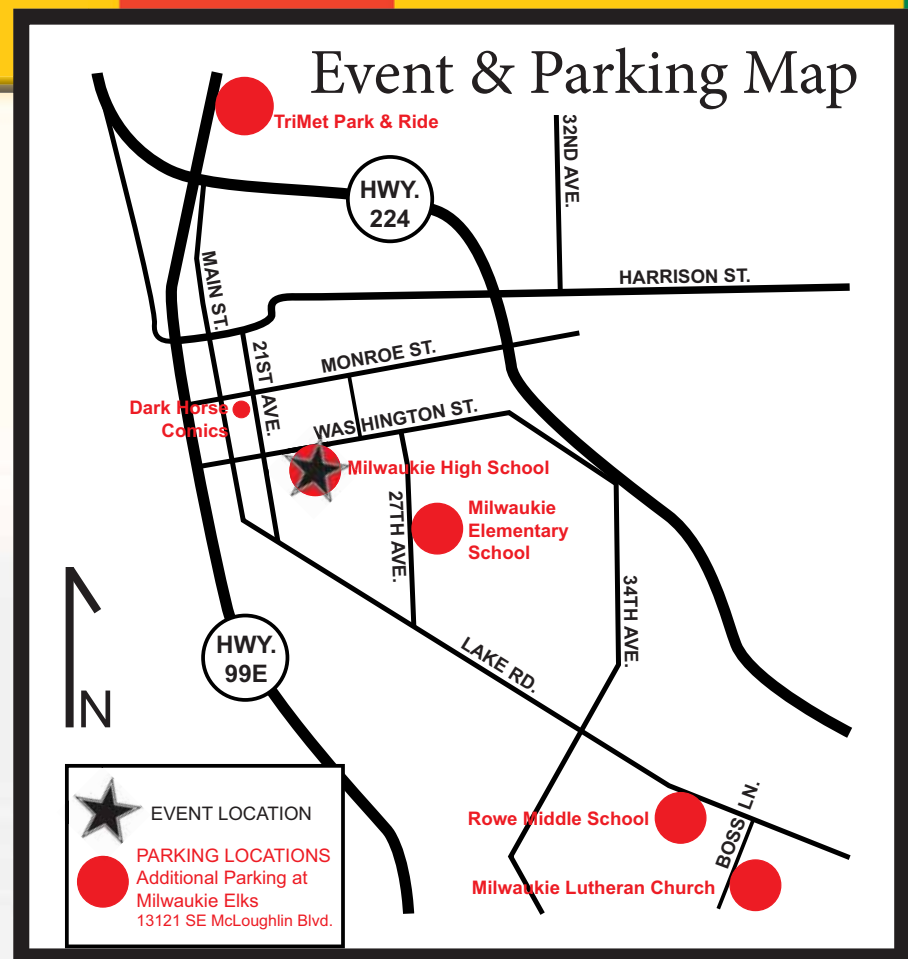 Event & Parking Map
TriMet Park & Ride
32ND AVE.
HWY.
224
HARRISON ST.
MAIN ST.
21ST AVE.
MONROE ST.
Dark Horse
Comics
WASHINGTON ST.
Milwaukie High School
27TH AVE.
Milwaukie
Elementary
School
34TH AVE.
HWY.
99E
LAKE RD.
N
Rowe Middle School
BOSS LN.
Milwaukie Lutheran Church
EVENT LOCATION
PARKING LOCATIONS
Additional Parking at
Milwaukie Elks
13121 SE McLoughlin Blvd.